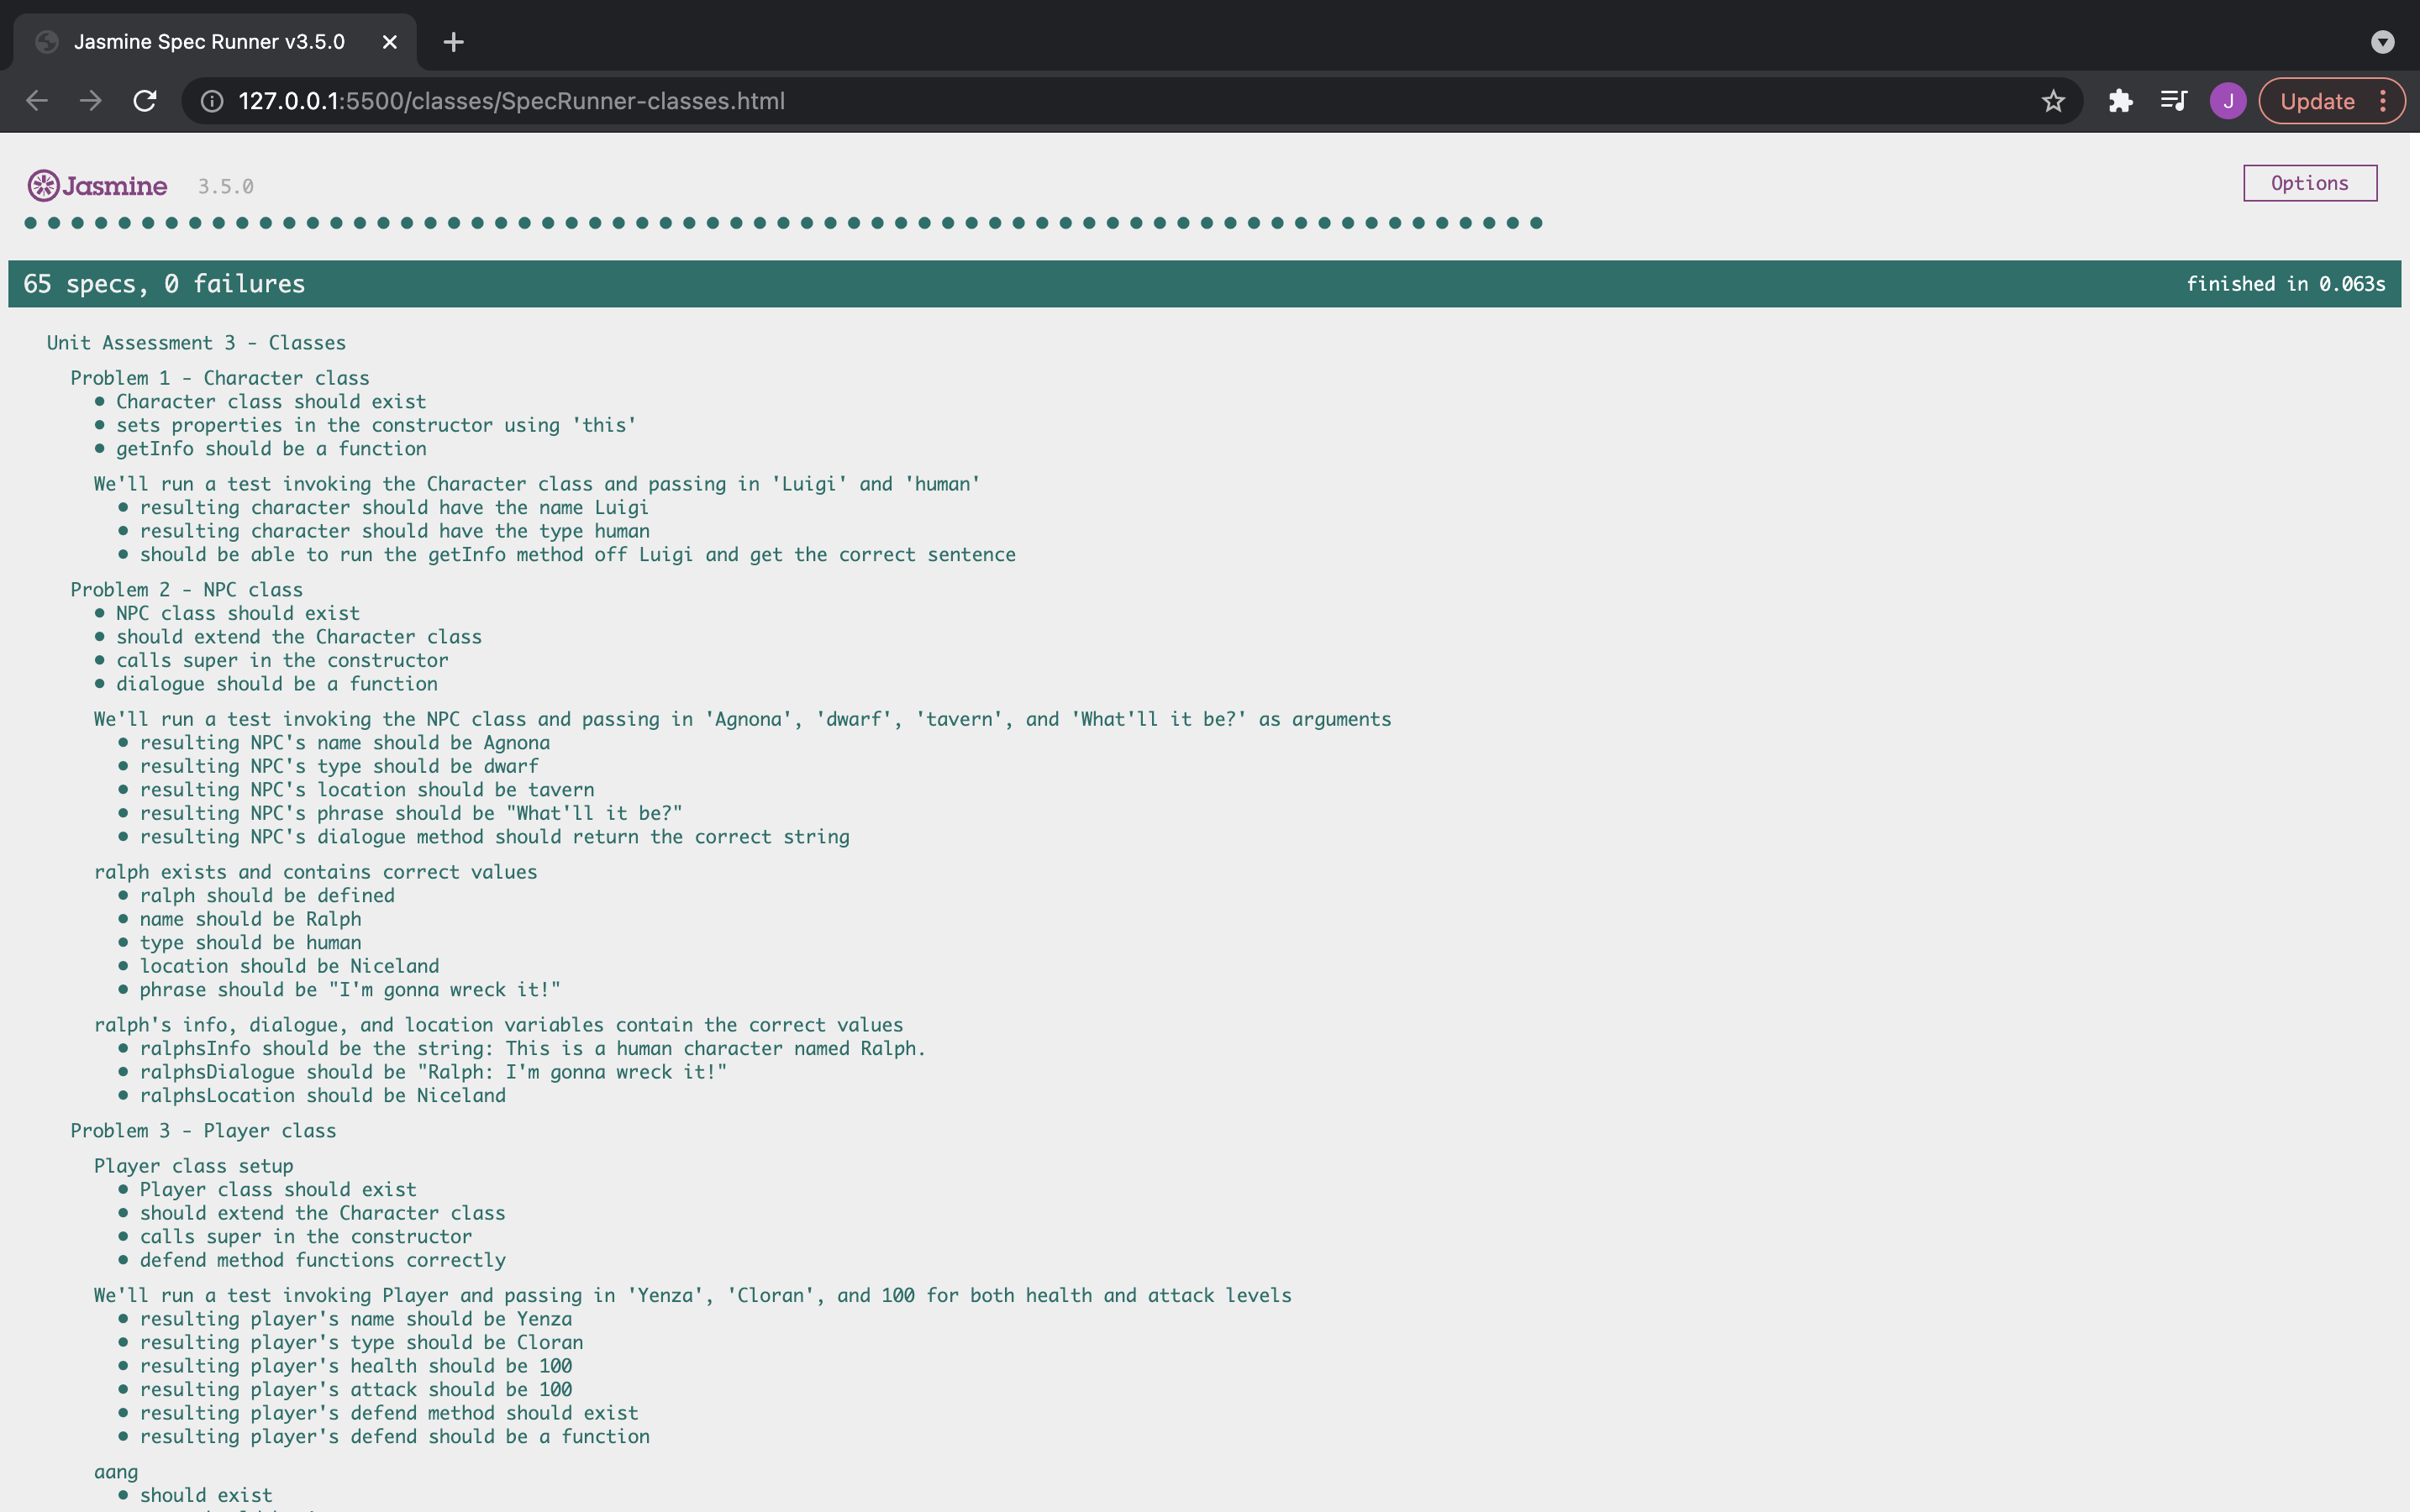 Jasmine Spec Runner v3.5.0
127.0.0.1:5500/classes/SpecRunner-classes.html
J
Update
Jasmine 3.5.0
Options
65 specs, 0 failures
finished in 0.063s
Unit Assessment 3 - Classes
Problem 1 - Character class
• Character class should exist
• sets properties in the constructor using 'this'
• getInfo should be a function
We'll run a test invoking the Character class and passing in 'Luigi' and 'human'
• resulting character should have the name Luigi
• resulting character should have the type human
• should be able to run the getInfo method off Luigi and get the correct sentence
Problem 2 - NPC class
• NPC class should exist
• should extend the Character class
• calls super in the constructor
• dialogue should be a function
We'll run a test invoking the NPC class and passing in 'Agnona', 'dwarf', 'tavern', and 'What'll it be?' as arguments
• resulting NPC's name should be Agnona
• resulting NPC's type should be dwarf
• resulting NPC's location should be tavern
• resulting NPC's phrase should be "What'll it be?"
• resulting NPC's dialogue method should return the correct string
ralph exists and contains correct values
• ralph should be defined
• name should be Ralph
• type should be human
• location should be Niceland
• phrase should be "I'm gonna wreck it!"
ralph's info, dialogue, and location variables contain the correct values
• ralphsInfo should be the string: This is a human character named Ralph.
• ralphsDialogue should be "Ralph: I'm gonna wreck it!"
• ralphsLocation should be Niceland
Problem 3 - Player class
Player class setup
• Player class should exist
• should extend the Character class
• calls super in the constructor
• defend method functions correctly
We'll run a test invoking Player and passing in 'Yenza', 'Cloran', and 100 for both health and attack levels
• resulting player's name should be Yenza
• resulting player's type should be Cloran
• resulting player's health should be 100
• resulting player's attack should be 100
• resulting player's defend method should exist
• resulting player's defend should be a function
aang
• should exist